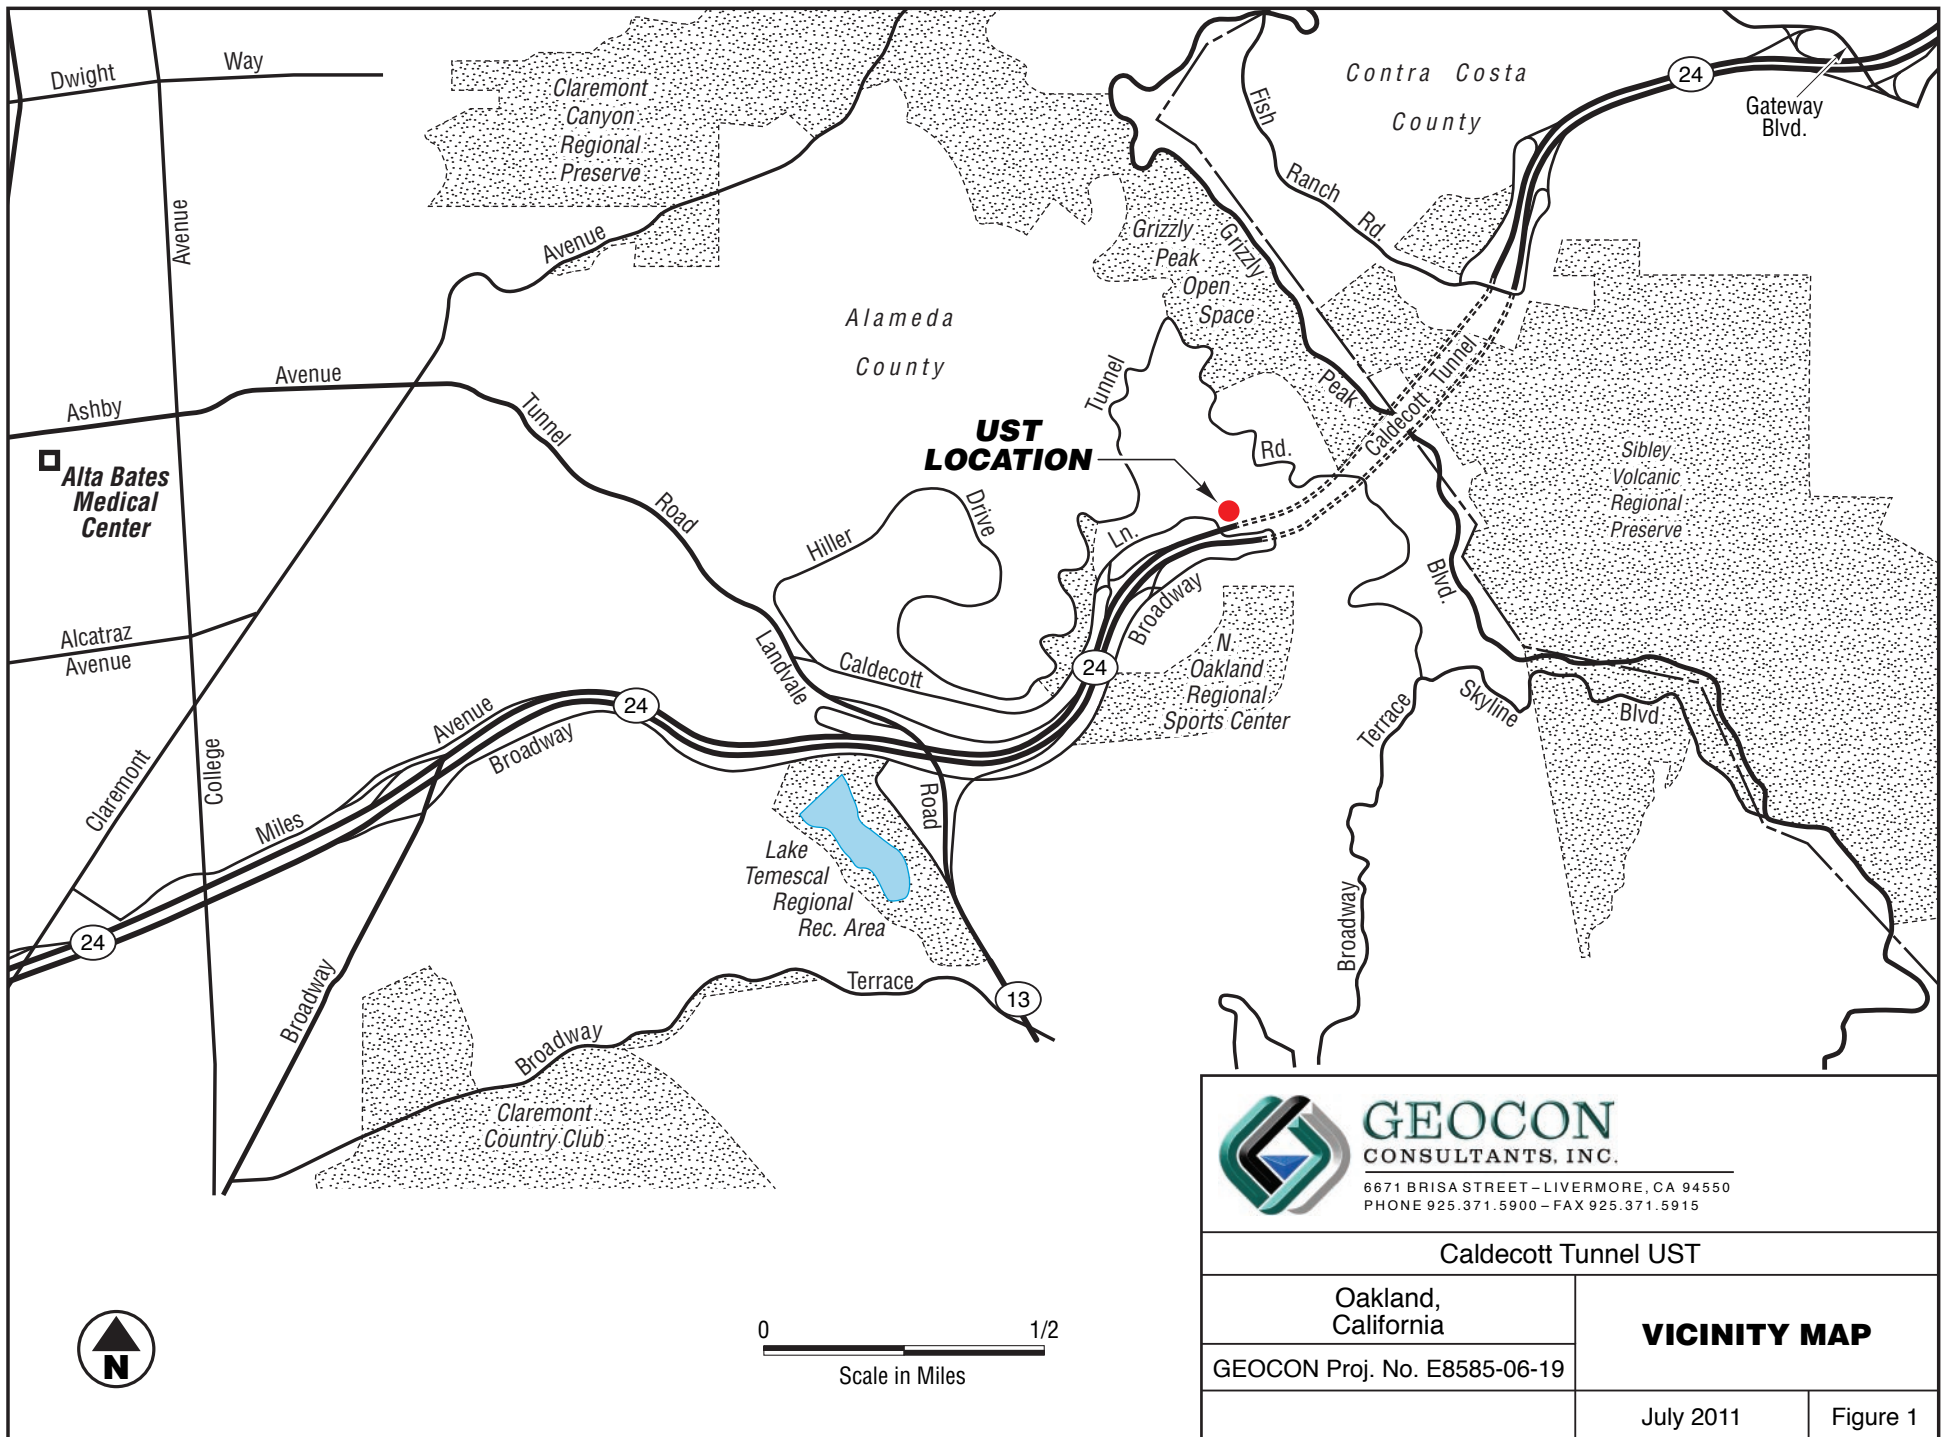 Dwight
Way
Claremont
Canyon
Regional
Preserve
Contra Costa
County
24
Gateway
Blvd.
Fish
Ranch
Rd.
Avenue
Avenue
Grizzly
Peak
Open
Space
Grizzly
Peak
Alameda
County
Ashby
Avenue
Tunnel
Road
Tunnel
Rd.
Caldecott Tunnel
UST
LOCATION
Sibley
Volcanic
Regional
Preserve
Alta Bates
Medical
Center
Hiller
Drive
Ln.
Broadway
Blvd.
Alcatraz
Avenue
Landvale
Caldecott
24
N.
Oakland
Regional
Sports Center
Terrace
Skyline
Blvd.
Avenue
24
Broadway
Claremont
College
Miles
Road
Lake
Temescal
Regional
Rec. Area
Broadway
24
Broadway
Terrace
13
Broadway
Claremont
Country Club
GEOCON
CONSULTANTS, INC.
6671 BRISA STREET – LIVERMORE, CA 94550
PHONE 925.371.5900 – FAX 925.371.5915
Caldecott Tunnel UST
Oakland,
California
VICINITY MAP
GEOCON Proj. No. E8585-06-19
July 2011
Figure 1
N
0
1/2
Scale in Miles